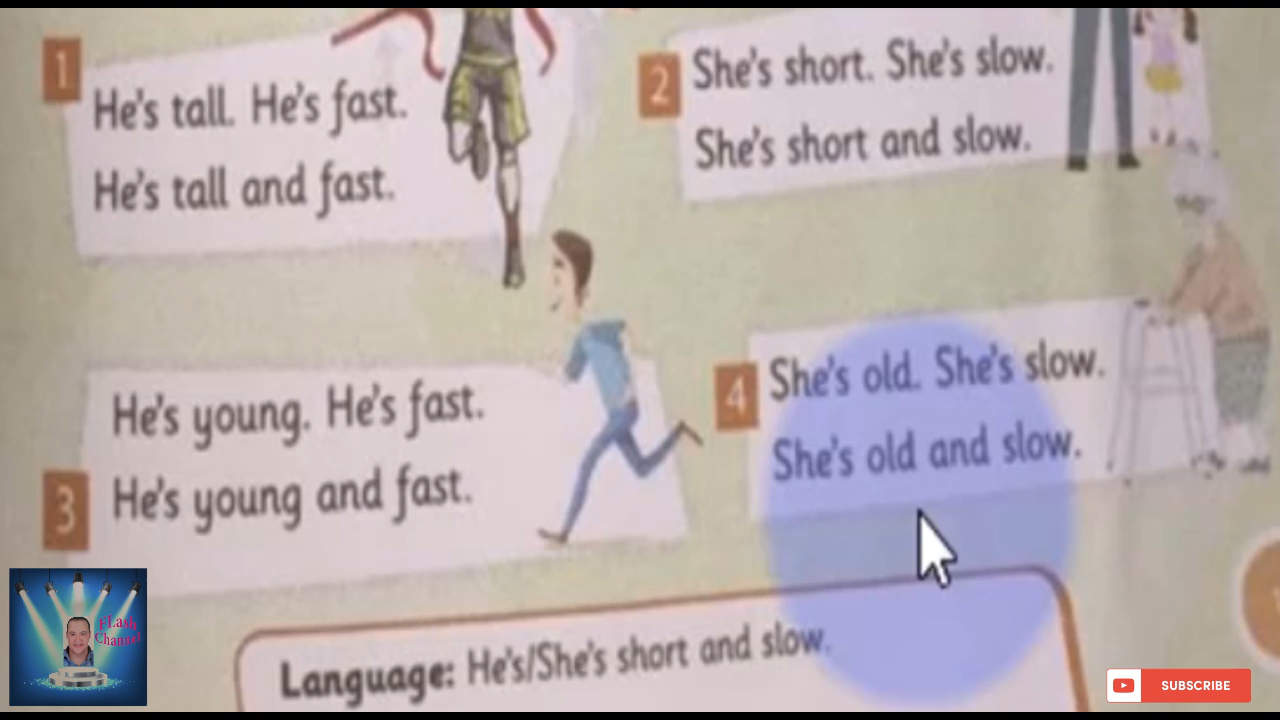 1
He's tall. He's fast.
He's tall and fast.
2
She's short. She's slow.
She's short and slow.
3
He's young. He's fast.
He's young and fast.
4
She's old. She's slow.
She's old and slow.
Language: He's/She's short and slow.
FLash
Channel
SUBSCRIBE